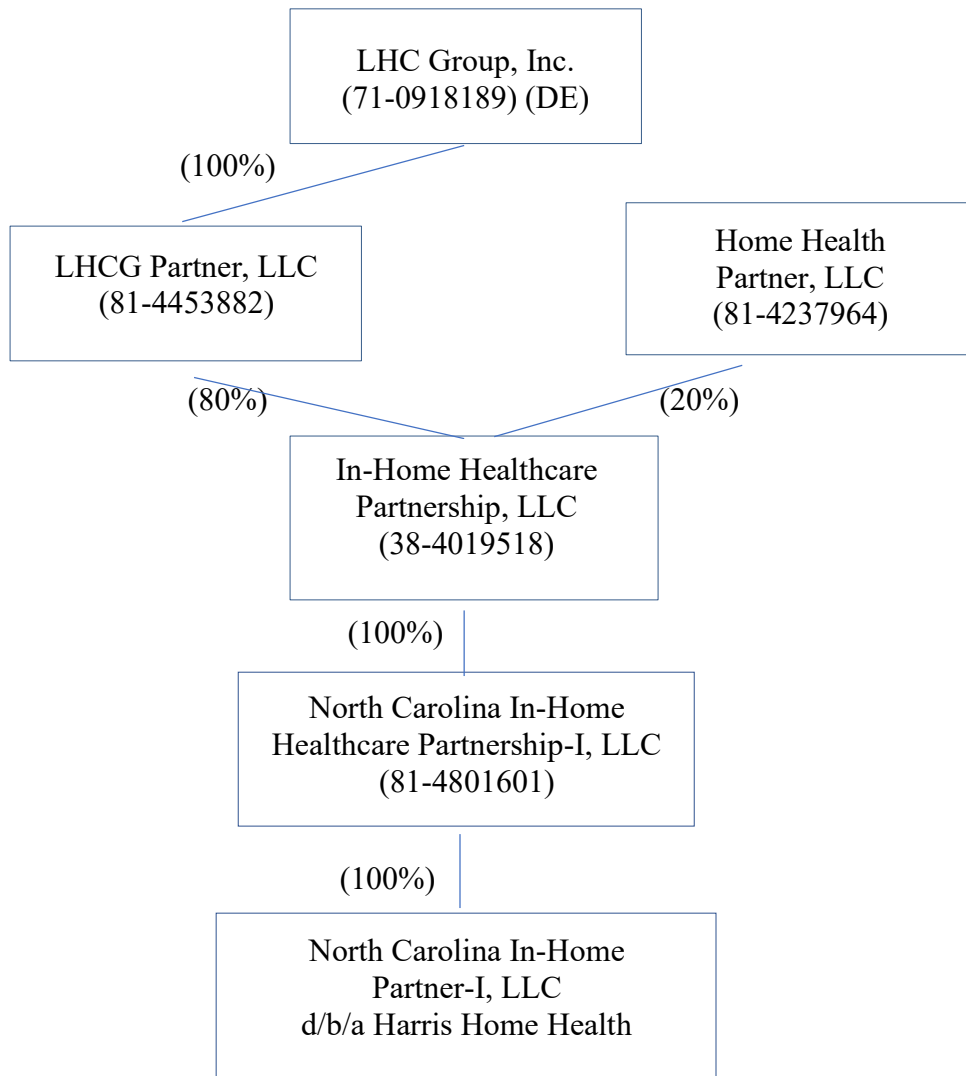 LHC Group, Inc.
(71-0918189) (DE)
(100%)
LHCG Partner, LLC
(81-4453882)
Home Health
Partner, LLC
(81-4237964)
(80%)
(20%)
In-Home Healthcare
Partnership, LLC
(38-4019518)
(100%)
North Carolina In-Home
Healthcare Partnership-I, LLC
(81-4801601)
(100%)
North Carolina In-Home
Partner-I, LLC
d/b/a Harris Home Health